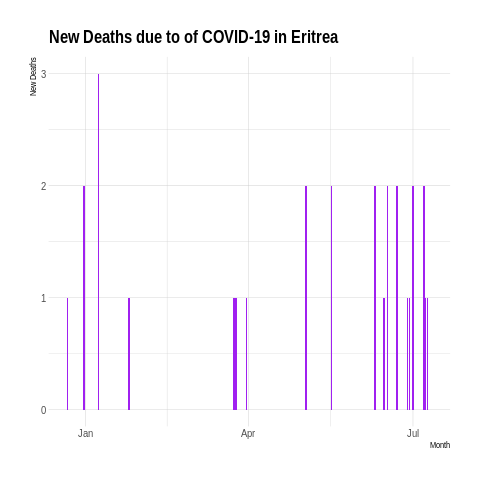 New Deaths due to of COVID-19 in Eritrea
New Deaths
3
2
1
0
Jan
Apr
Jul
Month